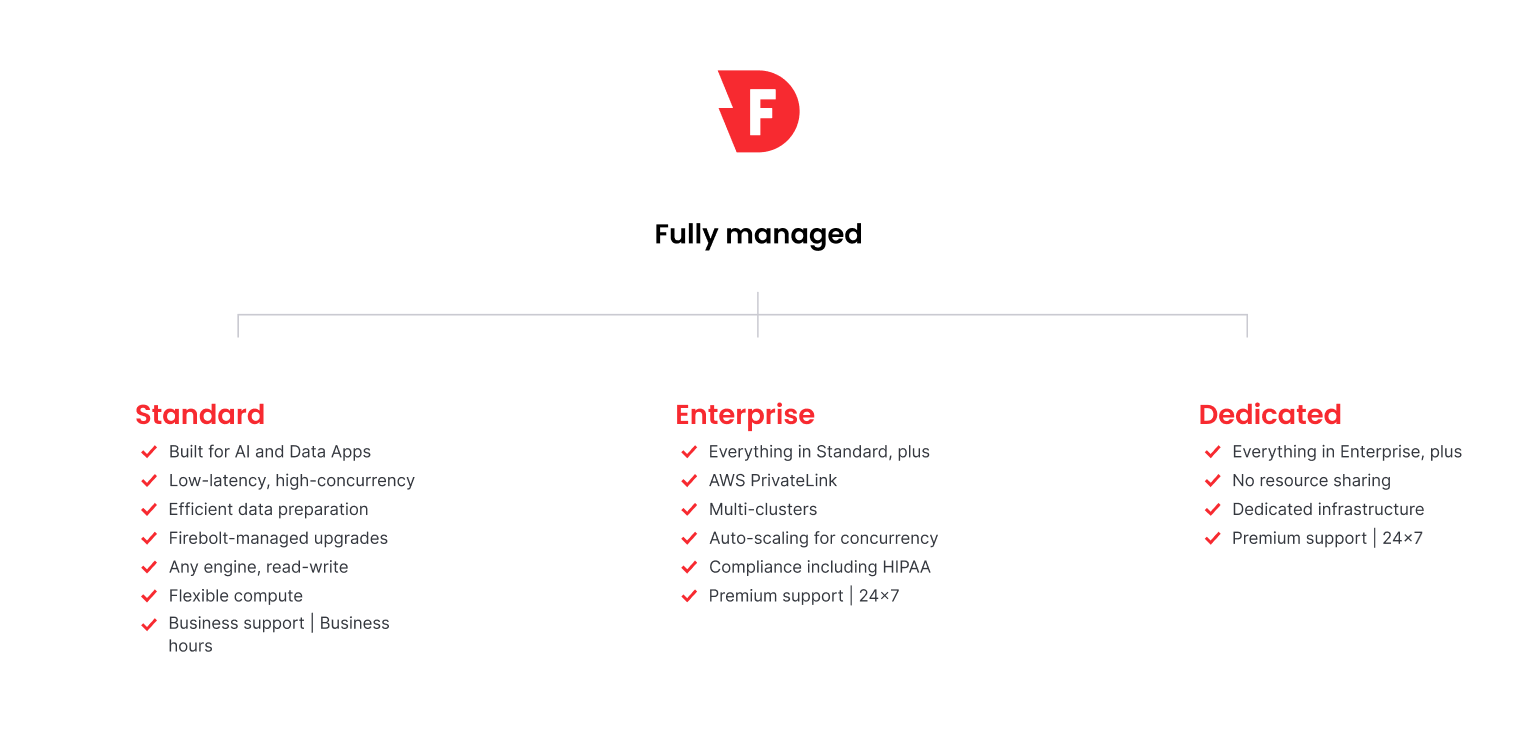 F
Fully managed
Standard
Built for AI and Data Apps
Low-latency, high-concurrency
Efficient data preparation
Firebolt-managed upgrades
Any engine, read-write
Flexible compute
Business support | Business
hours
Enterprise
Everything in Standard, plus
AWS PrivateLink
Multi-clusters
Auto-scaling for concurrency
Compliance including HIPAA
Premium support | 24×7
Dedicated
Everything in Enterprise, plus
No resource sharing
Dedicated infrastructure
Premium support | 24×7